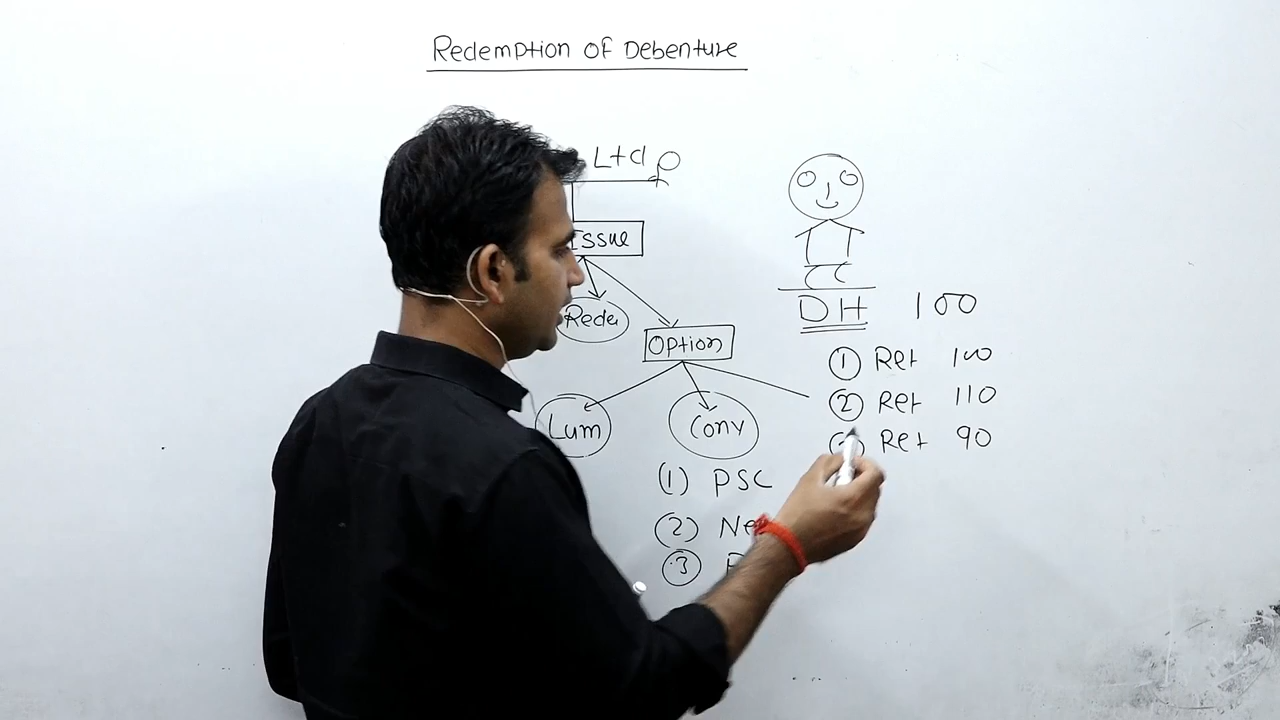 Redemption of Debenture
Ltd
Issue
Rede
Option
Lum
Conv
(1) PSC
(2)
(3)
DH 100
(1) Ret 100
(2) Ret 110
Ret 90